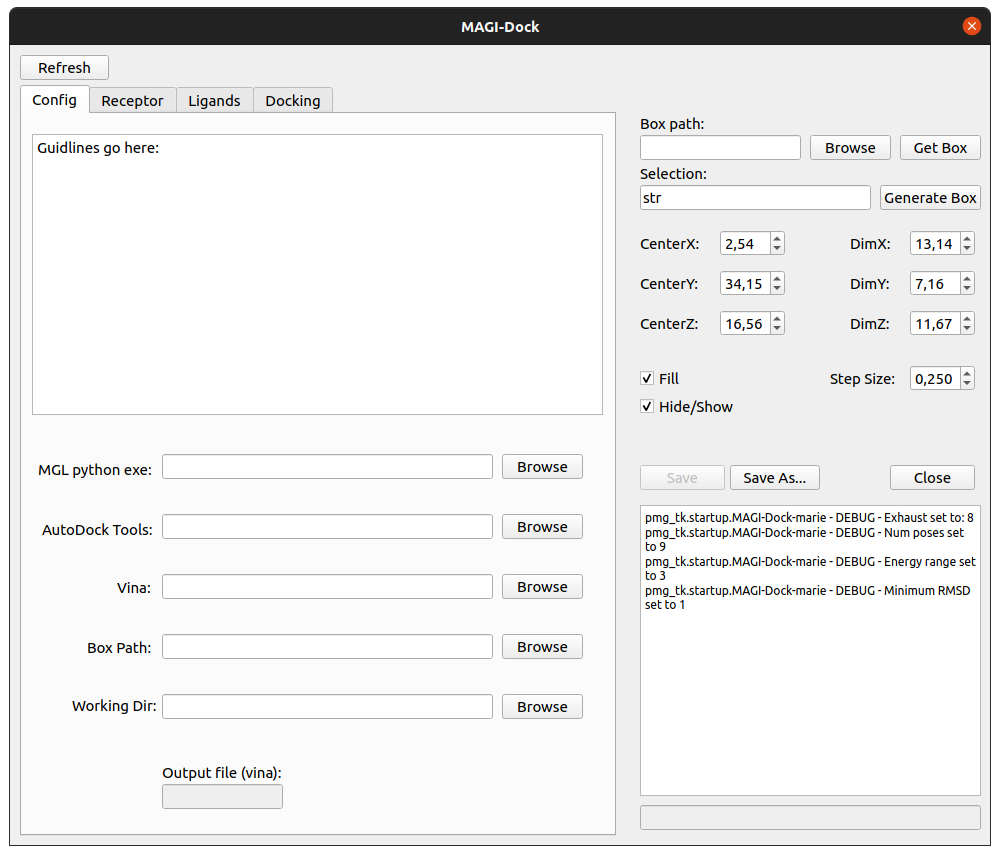 MAGI-Dock
Refresh
Config Receptor Ligands Docking
Guidlines go here:
MGL python exe: Browse
AutoDock Tools: Browse
Vina: Browse
Box Path: Browse
Working Dir: Browse
Output file (vina):
Box path:
Browse Get Box
Selection:
str Generate Box
CenterX: 2,54 DimX: 13,14
CenterY: 34,15 DimY: 7,16
CenterZ: 16,56 DimZ: 11,67
Fill Step Size: 0,250
Hide/Show
Save Save As... Close
pmg_tk.startup.MAGI-Dock-marie - DEBUG - Exhaust set to: 8
pmg_tk.startup.MAGI-Dock-marie - DEBUG - Num poses set
to 9
pmg_tk.startup.MAGI-Dock-marie - DEBUG - Energy range set
to 3
pmg_tk.startup.MAGI-Dock-marie - DEBUG - Minimum RMSD
set to 1